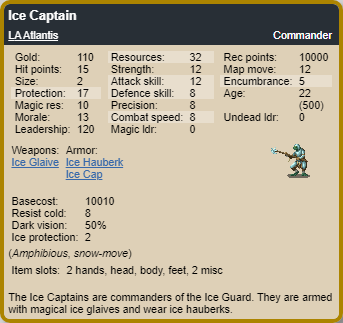 Ice Captain
LA Atlantis Commander
Gold: 110 Resources: 32 Rec points: 10000
Hit points: 15 Strength: 12 Map move: 12
Size: 2 Attack skill: 12 Encumbrance: 5
Protection: 17 Defence skill: 8 Age: 22
Magic res: 10 Precision: 8 (500)
Morale: 13 Combat speed: 8 Undead ldr: 0
Leadership: 120 Magic ldr: 0
Weapons: Armor:
Ice Glaive Ice Hauberk
Ice Cap
Basecost: 10010
Resist cold: 8
Dark vision: 50%
Ice protection: 2
(Amphibious, snow-move)
Item slots: 2 hands, head, body, feet, 2 misc
The Ice Captains are commanders of the Ice Guard. They are armed
with magical ice glaives and wear ice hauberks.